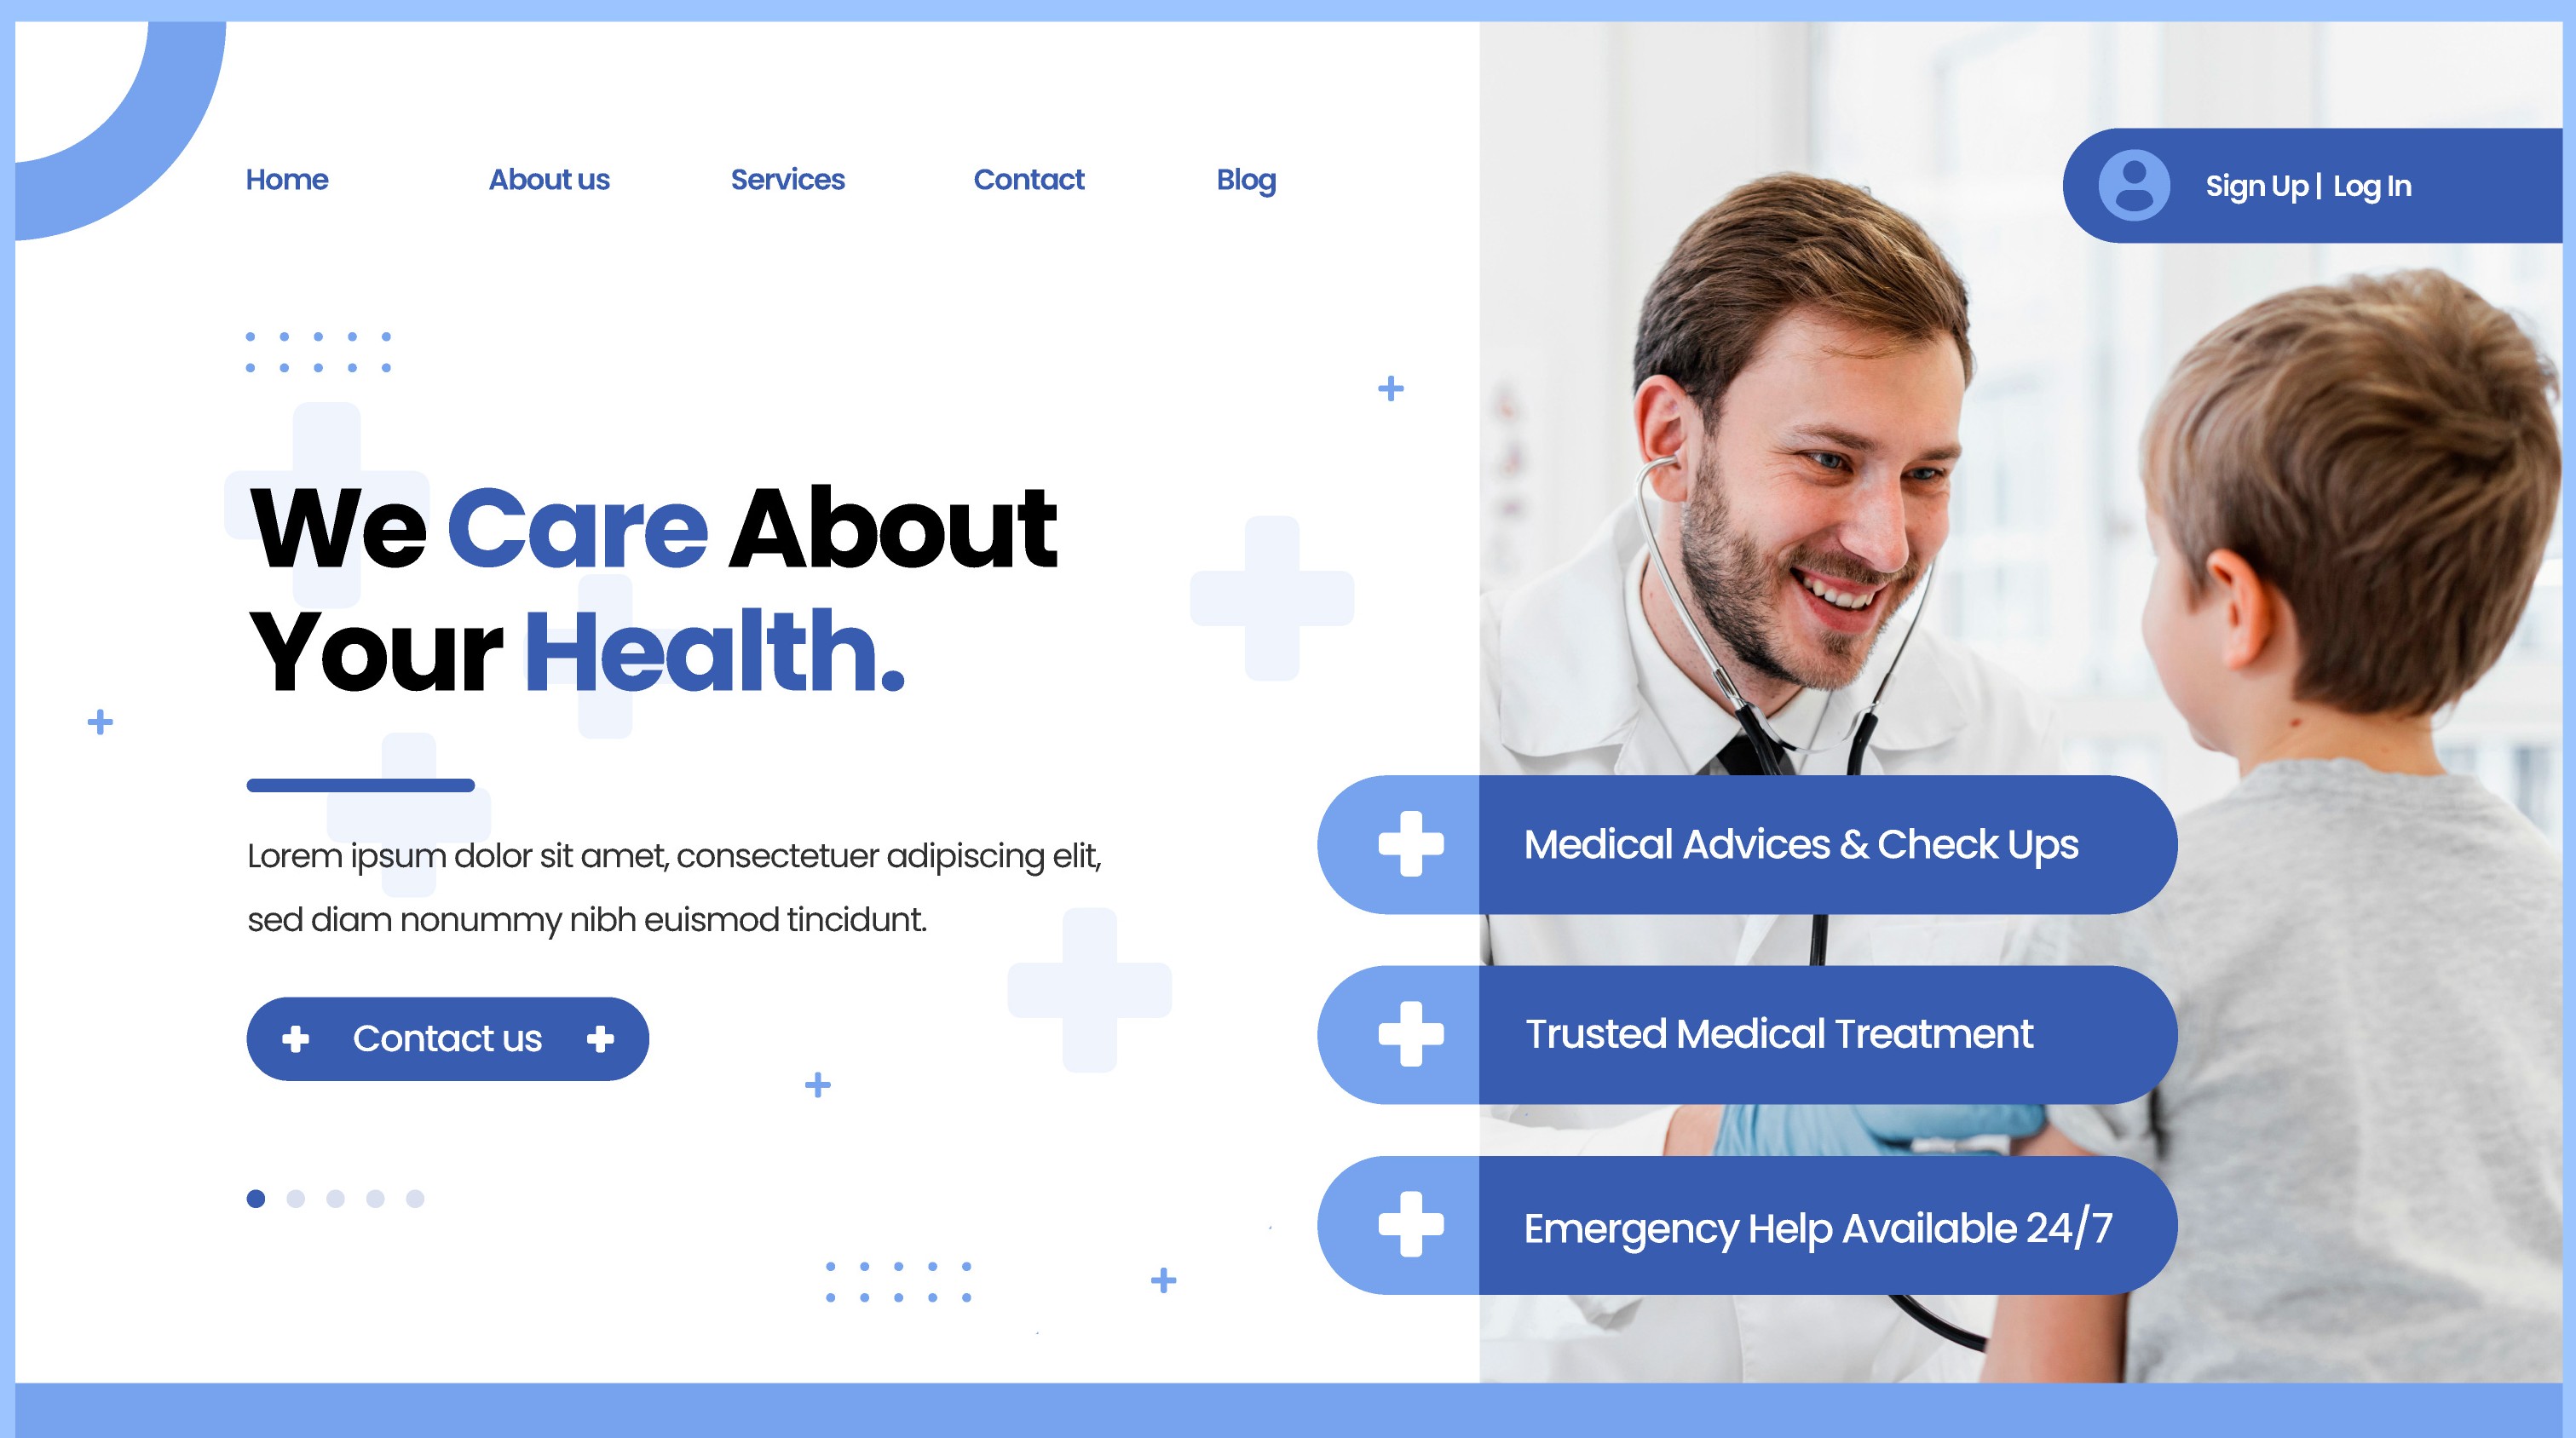 Home About us Services Contact Blog
Sign Up | Log In
We Care About
Your Health.
Lorem ipsum dolor sit amet, consectetuer adipiscing elit,
sed diam nonummy nibh euismod tincidunt.
Contact us
Medical Advices & Check Ups
Trusted Medical Treatment
Emergency Help Available 24/7